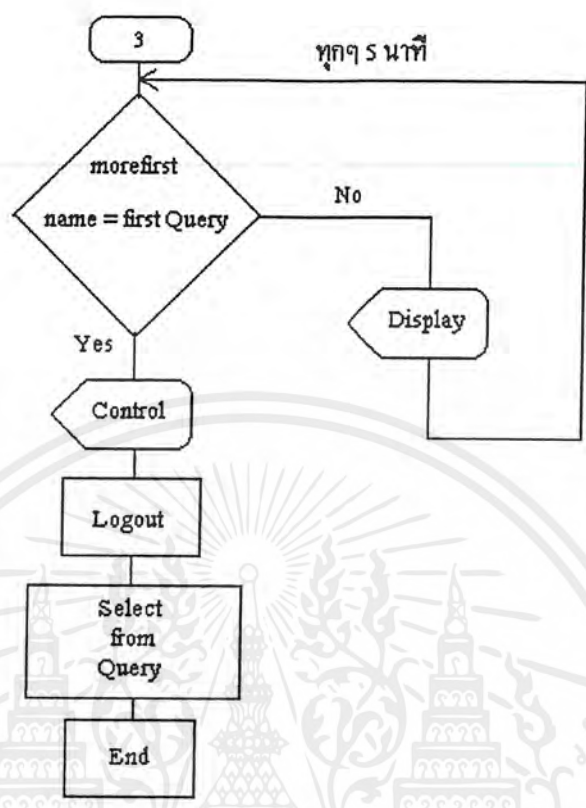 3
ทุกๆ 5 นาที
morefirst
name = first Query
No
Display
Yes
Control
Logout
Select
from
Query
End